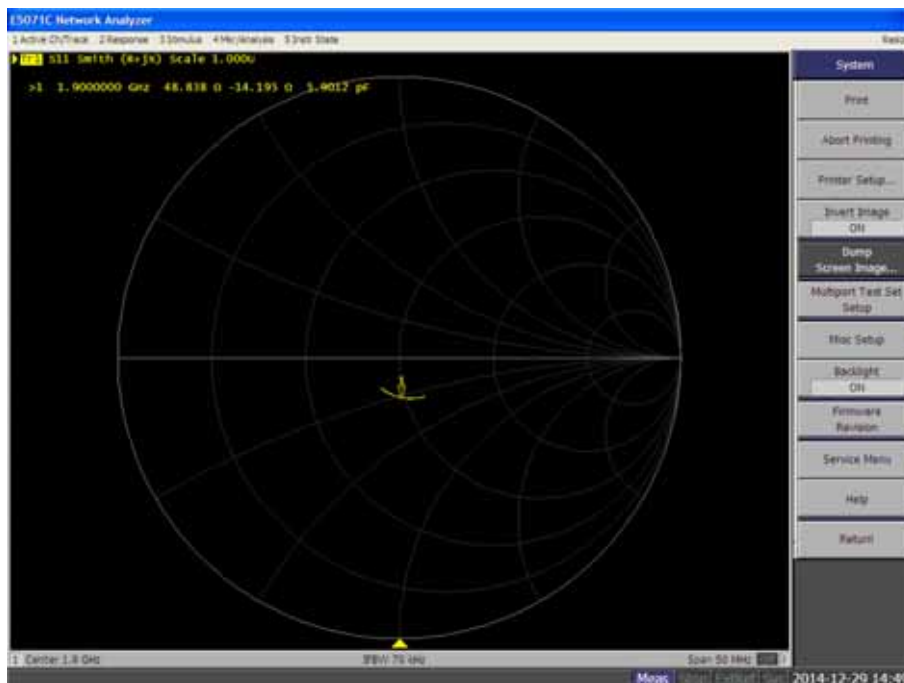 E5071C Network Analyzer
1 Active Ch/Trace 2 Response 3 Stimulus 4 Mkr/Analysis 5 Instr State
Tr1 S11 Smith (R+jX) Scale 1.000U
>1 1.9000000 GHz 48.838 Ω -14.195 Ω 5.9012 pF
System
Print
Abort Printing
Printer Setup...
Invert Image
ON
Dump
Screen Image...
Multiport Test Set
Setup
Misc Setup
Backlight
ON
Firmware
Revision
Service Menu
Help
Return
1 Center 1.9 GHz IFBW 70 kHz Span 50 MHz
Meas 2014-12-29 14:4